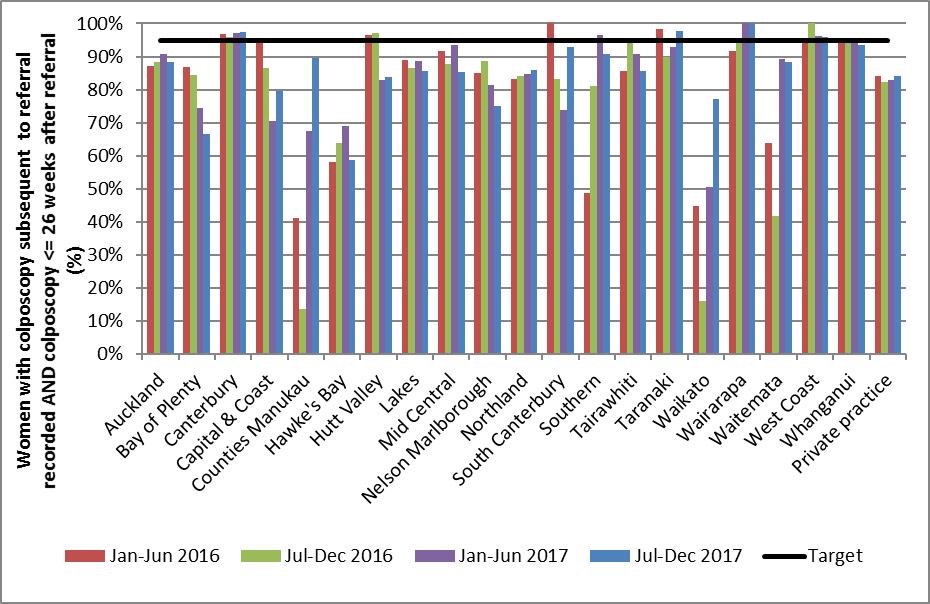 Women with colposcopy subsequent to referral
recorded AND colposcopy <= 26 weeks after referral
(%)
100%
90%
80%
70%
60%
50%
40%
30%
20%
10%
0%
Auckland
Bay of Plenty
Canterbury
Capital & Coast
Counties Manukau
Hawke's Bay
Hutt Valley
Lakes
Mid Central
Nelson Marlborough
Northland
South Canterbury
Southern
Tairawhiti
Taranaki
Waikato
Wairarapa
Waitemata
West Coast
Whanganui
Private practice
Jan-Jun 2016 Jul-Dec 2016 Jan-Jun 2017 Jul-Dec 2017 Target